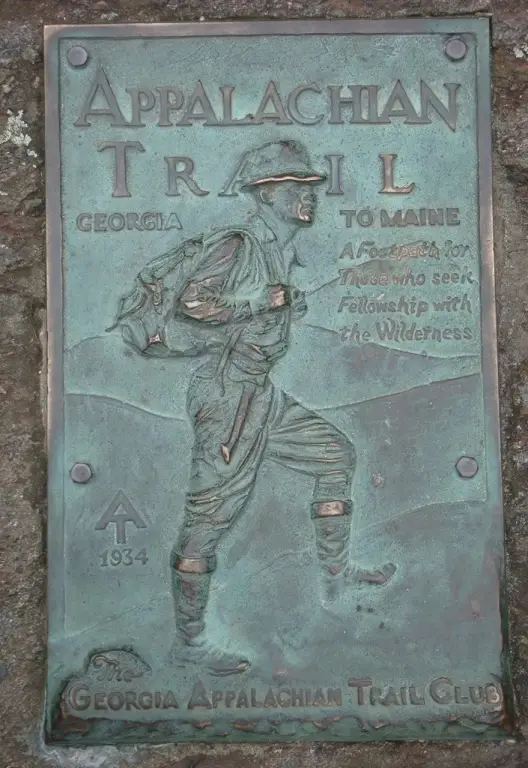 APPALACHIAN
TRAIL
GEORGIA TO MAINE
A Footpath for
Those who seek
Fellowship with
the Wilderness
AT
1934
The
GEORGIA APPALACHIAN TRAIL CLUB